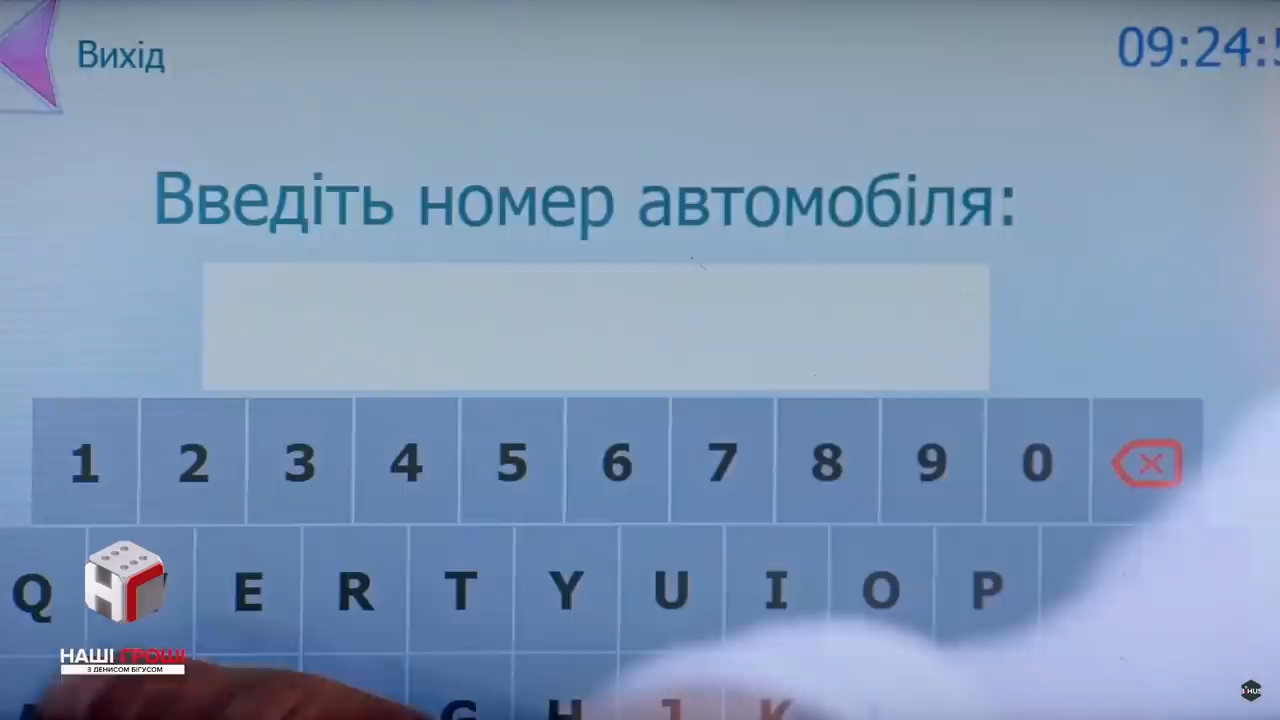 Вихід
09:24:5
Введіть номер автомобіля:
1 2 3 4 5 6 7 8 9 0
Q E R T Y U I O P
G H J K
НАШІ ГРОШІ
З ДЕНИСОМ БІГУСОМ